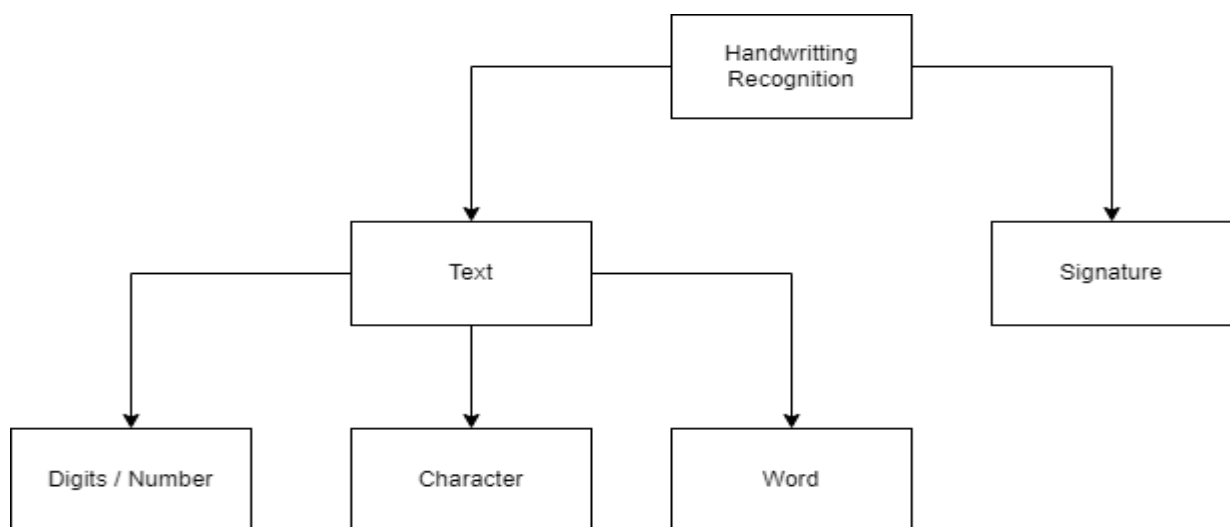 Handwritting
Recognition
Text
Signature
Digits / Number
Character
Word